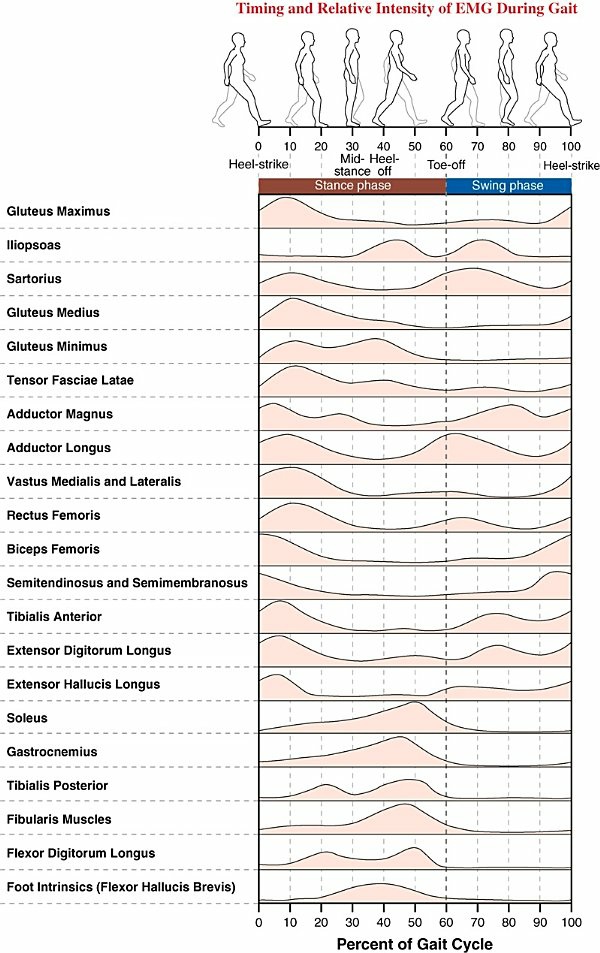 Timing and Relative Intensity of EMG During Gait
0 10 20 30 40 50 60 70 80 90 100
Heel-strike Mid- Heel- Toe-off Heel-strike
stance off
Stance phase Swing phase
Gluteus Maximus
Iliopsoas
Sartorius
Gluteus Medius
Gluteus Minimus
Tensor Fasciae Latae
Adductor Magnus
Adductor Longus
Vastus Medialis and Lateralis
Rectus Femoris
Biceps Femoris
Semitendinosus and Semimembranosus
Tibialis Anterior
Extensor Digitorum Longus
Extensor Hallucis Longus
Soleus
Gastrocnemius
Tibialis Posterior
Fibularis Muscles
Flexor Digitorum Longus
Foot Intrinsics (Flexor Hallucis Brevis)
0 10 20 30 40 50 60 70 80 90 100
Percent of Gait Cycle